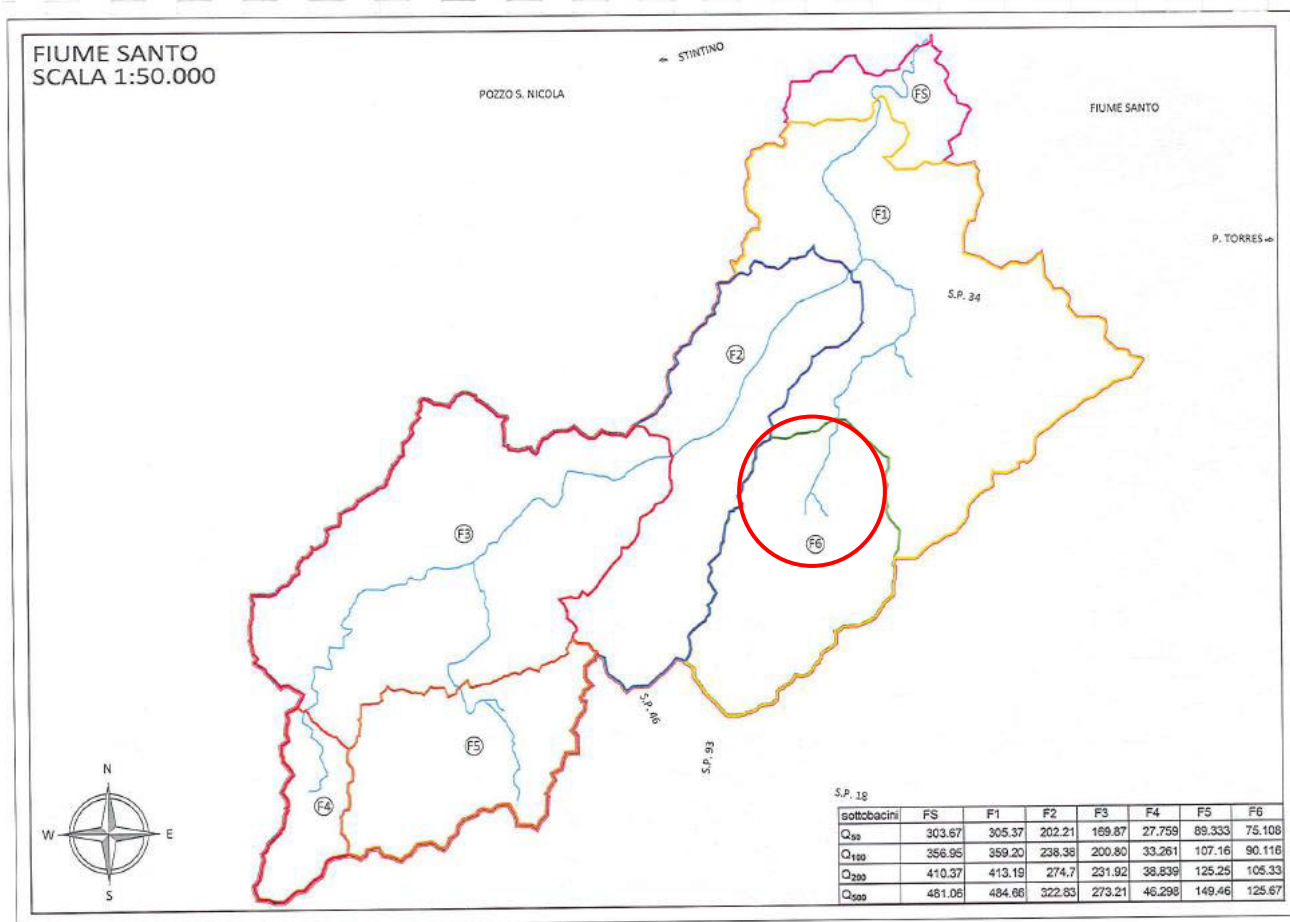 FIUME SANTO
SCALA 1:50.000
⇐ STINTINO
POZZO S. NICOLA
FS
FIUME SANTO
F1
P. TORRES ⇒
S.P. 34
F2
F3
F6
S.P. 46
F5
S.P. 93
F4
N
W E
S
S.P. 18
sottobacini FS F1 F2 F3 F4 F5 F6
Q50 303.67 305.37 202.21 169.87 27.759 89.333 75.108
Q100 356.95 359.20 238.38 200.80 33.261 107.16 90.116
Q200 410.37 413.19 274.7 231.92 38.839 125.25 105.33
Q500 481.06 484.66 322.83 273.21 46.298 149.46 125.67